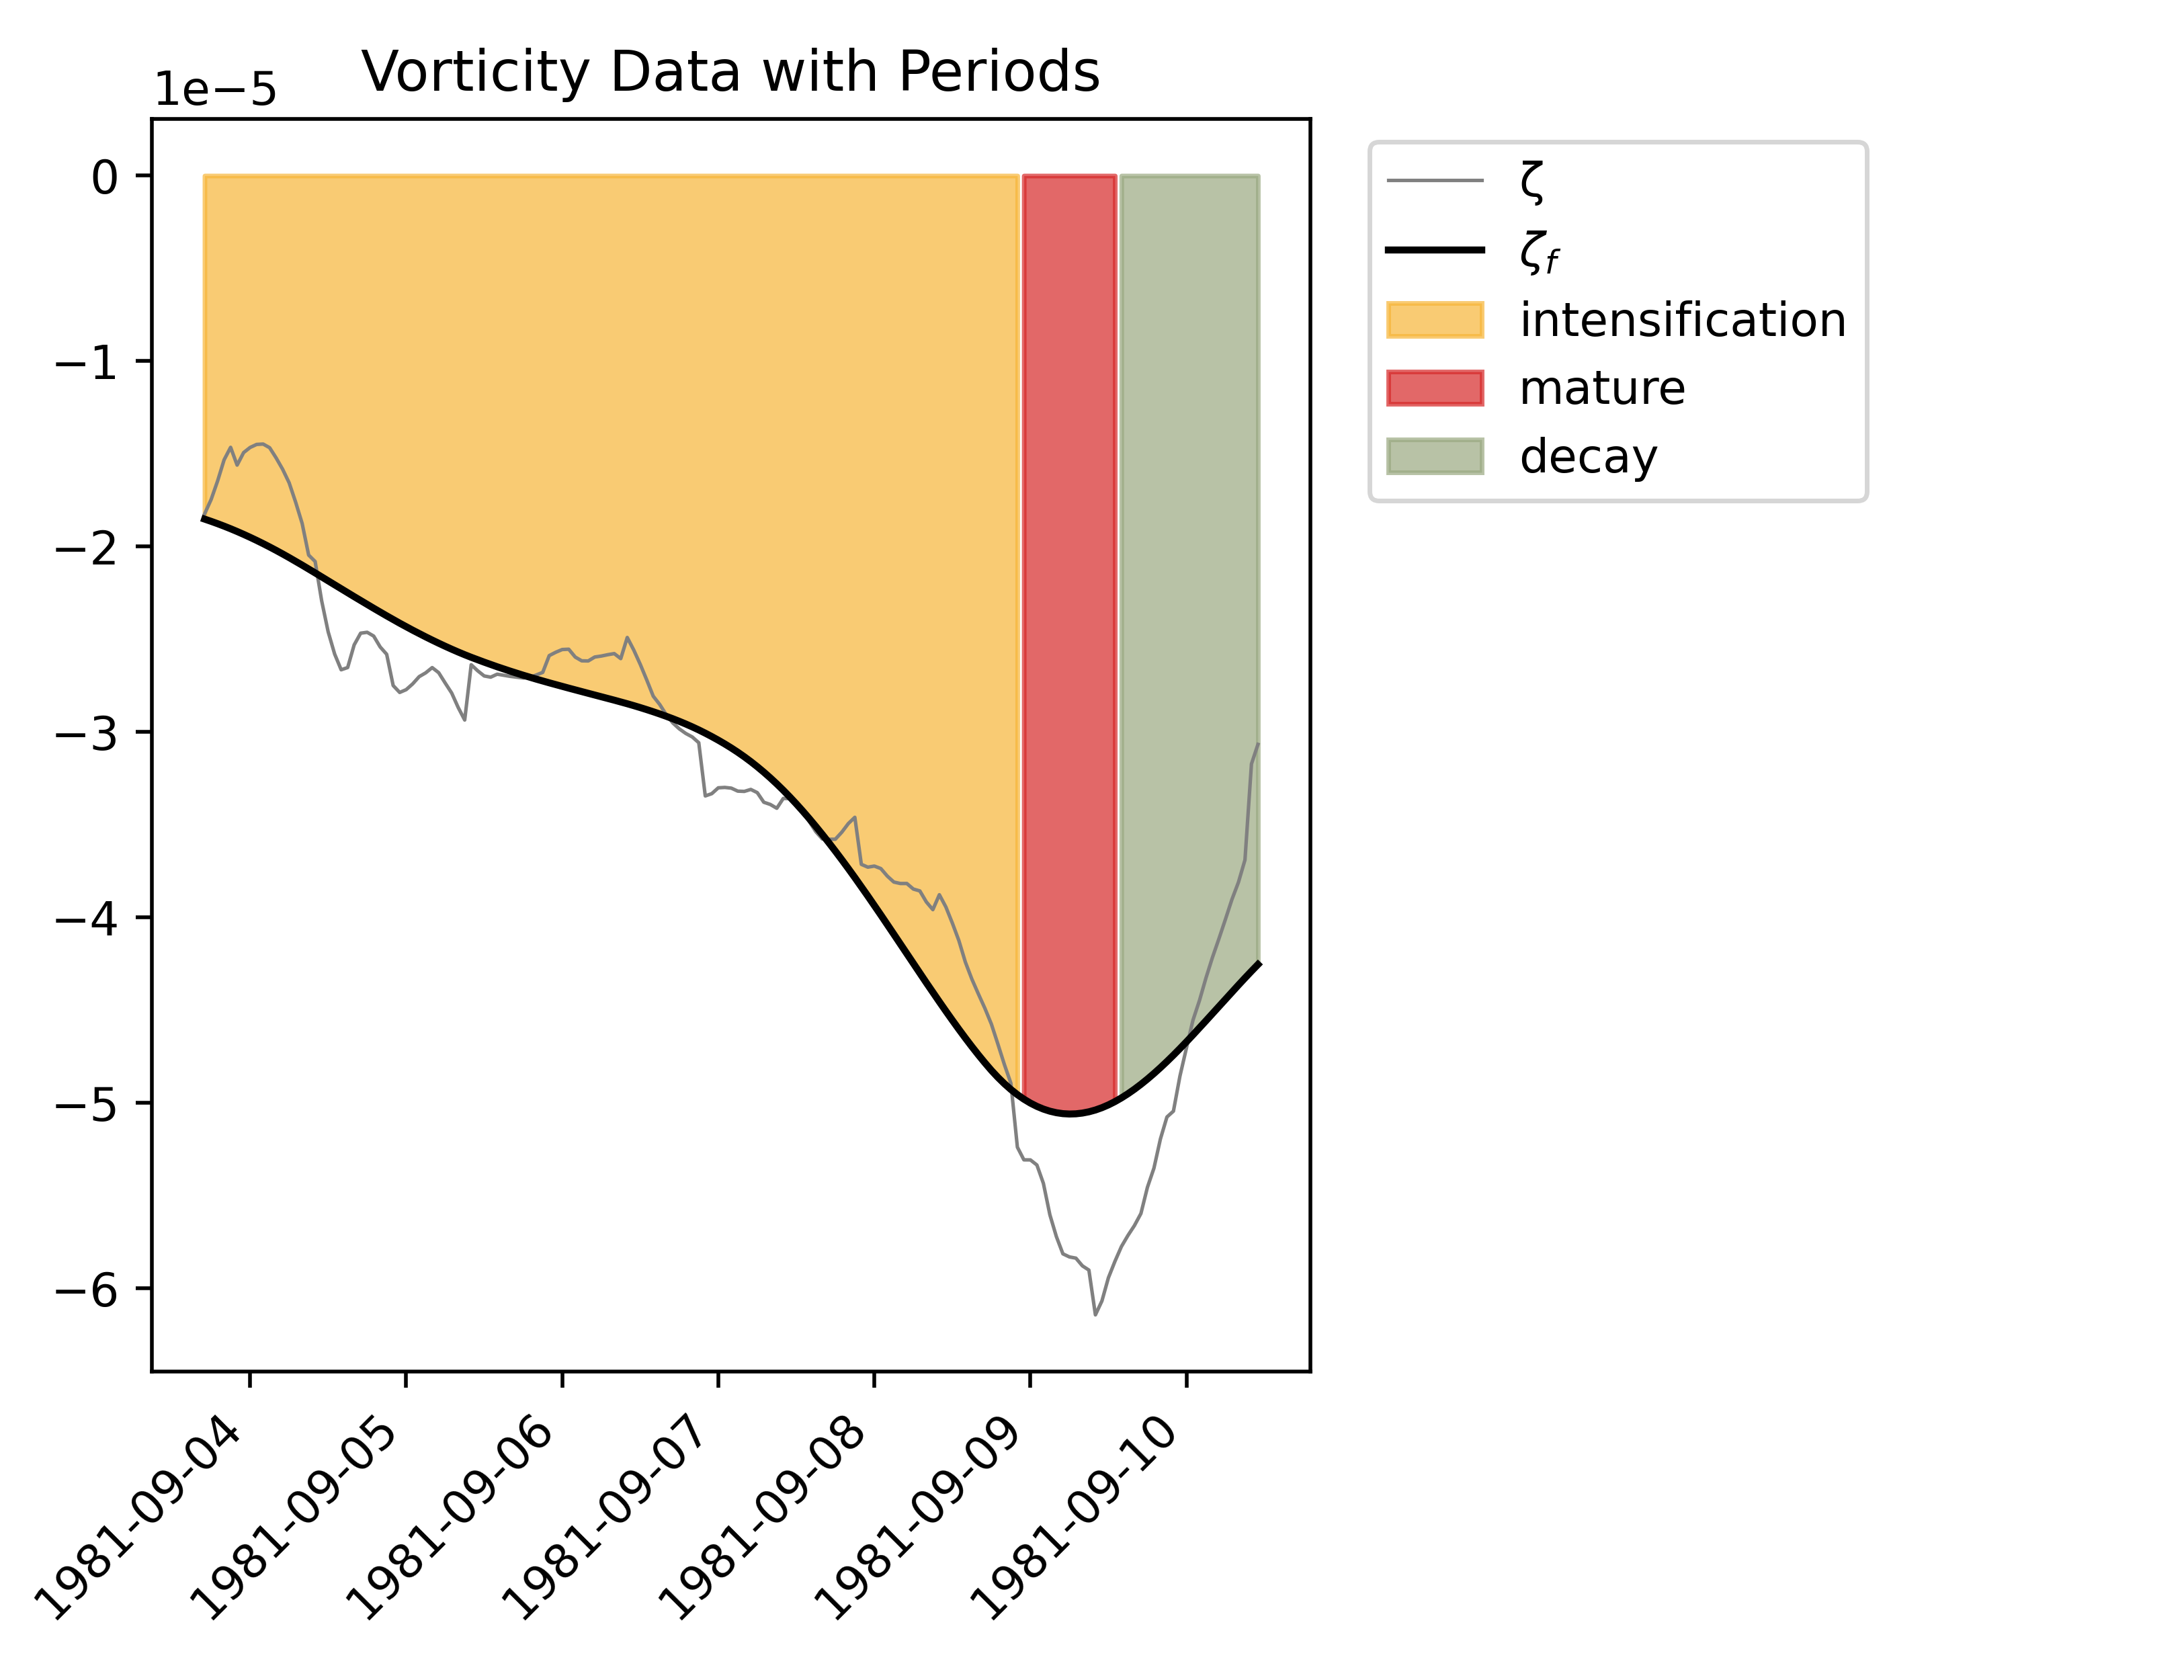 Vorticity Data with Periods
1e−5
0
−1
−2
−3
−4
−5
−6
1981-09-04
1981-09-05
1981-09-06
1981-09-07
1981-09-08
1981-09-09
1981-09-10
ζ
ζf
intensification
mature
decay